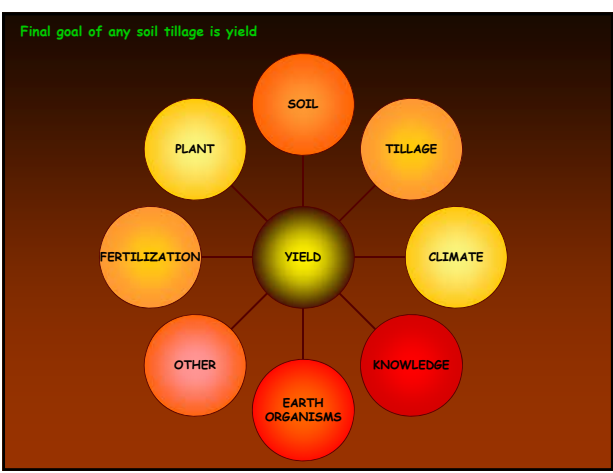 Final goal of any soil tillage is yield
SOIL
PLANT
TILLAGE
FERTILIZATION
YIELD
CLIMATE
OTHER
KNOWLEDGE
EARTH
ORGANISMS